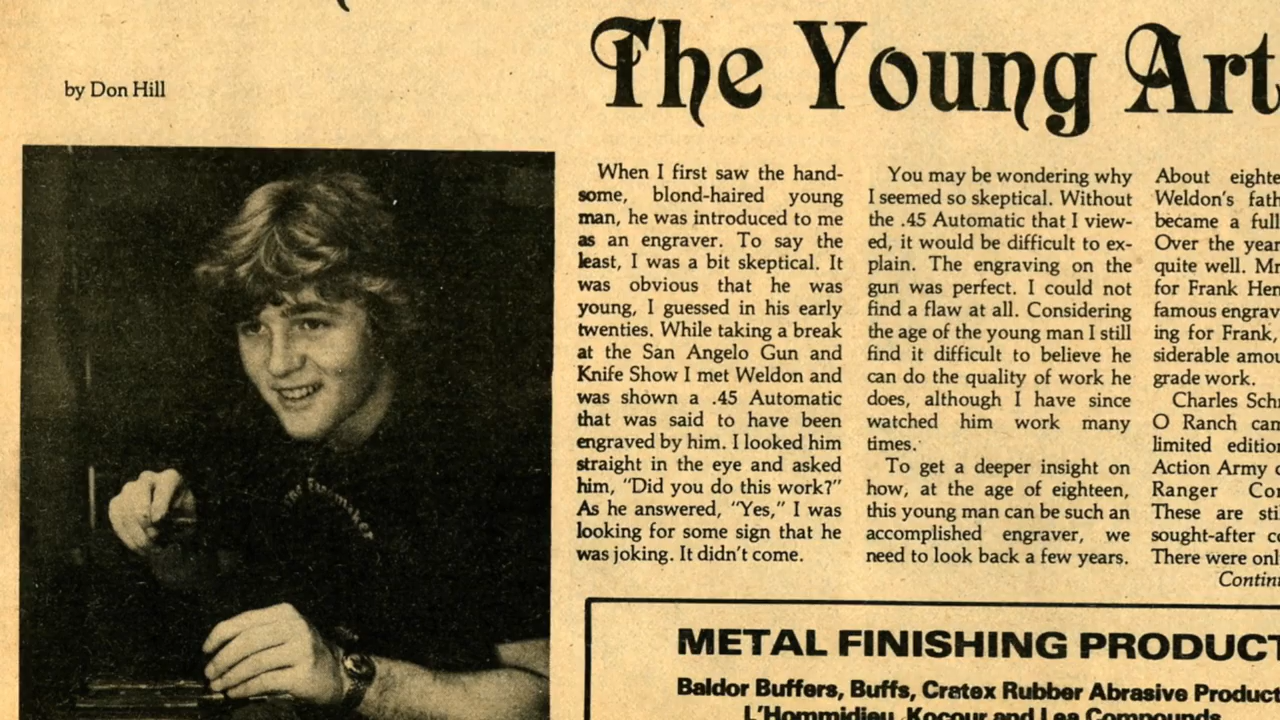 The Young Art
by Don Hill
When I first saw the hand-
some, blond-haired young
man, he was introduced to me
as an engraver. To say the
least, I was a bit skeptical. It
was obvious that he was
young, I guessed in his early
twenties. While taking a break
at the San Angelo Gun and
Knife Show I met Weldon and
was shown a .45 Automatic
that was said to have been
engraved by him. I looked him
straight in the eye and asked
him, "Did you do this work?"
As he answered, "Yes," I was
looking for some sign that he
was joking. It didn't come.
You may be wondering why
I seemed so skeptical. Without
the .45 Automatic that I view-
ed, it would be difficult to ex-
plain. The engraving on the
gun was perfect. I could not
find a flaw at all. Considering
the age of the young man I still
find it difficult to believe he
can do the quality of work he
does, although I have since
watched him work many
times.
To get a deeper insight on
how, at the age of eighteen,
this young man can be such an
accomplished engraver, we
need to look back a few years.
About eighte
Weldon's fath
became a full
Over the year
quite well. Mr
for Frank Hen
famous engrav
ing for Frank,
siderable amou
grade work.
Charles Schr
O Ranch cam
limited edition
Action Army
Ranger Co
These are sti
sought-after co
There were onl
Contin
METAL FINISHING PRODUCT
Baldor Buffers, Buffs, Cratex Rubber Abrasive Product
L'Hommidieu, Kocour and Lea Compounds